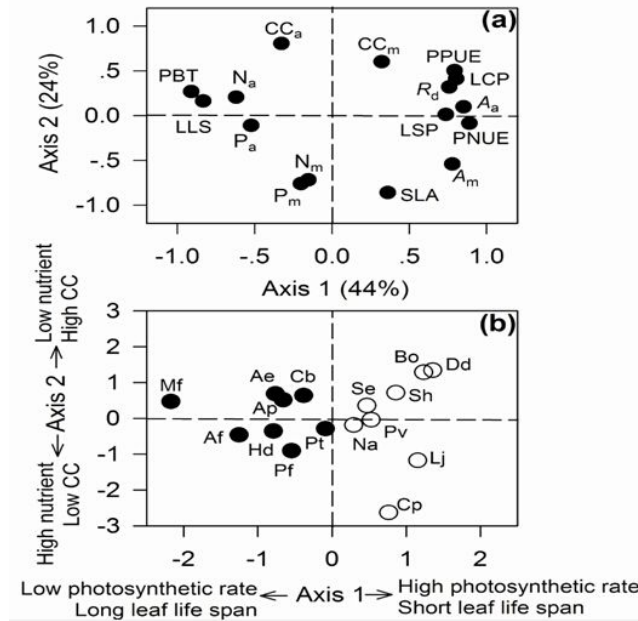 (a)
1.0
0.5
0.0
-.5
-1.0
Axis 2 (24%)
CCa
CCm
PPUE
PBT
Na
Rd
LCP
Aa
LLS
Pa
LSP
PNUE
Nm
Am
Pm
SLA
-1.0
-.5
0.0
.5
1.0
Axis 1 (44%)
(b)
3
2
1
0
-1
-2
-3
Low nutrient
High CC
Axis 2
High nutrient
Low CC
Bo
Dd
Mf
Ae
Cb
Se
Sh
Ap
Af
Hd
Pt
Na
Pv
Pf
Lj
Cp
-2
-1
0
1
2
Low photosynthetic rate
Long leaf life span
Axis 1
High photosynthetic rate
Short leaf life span